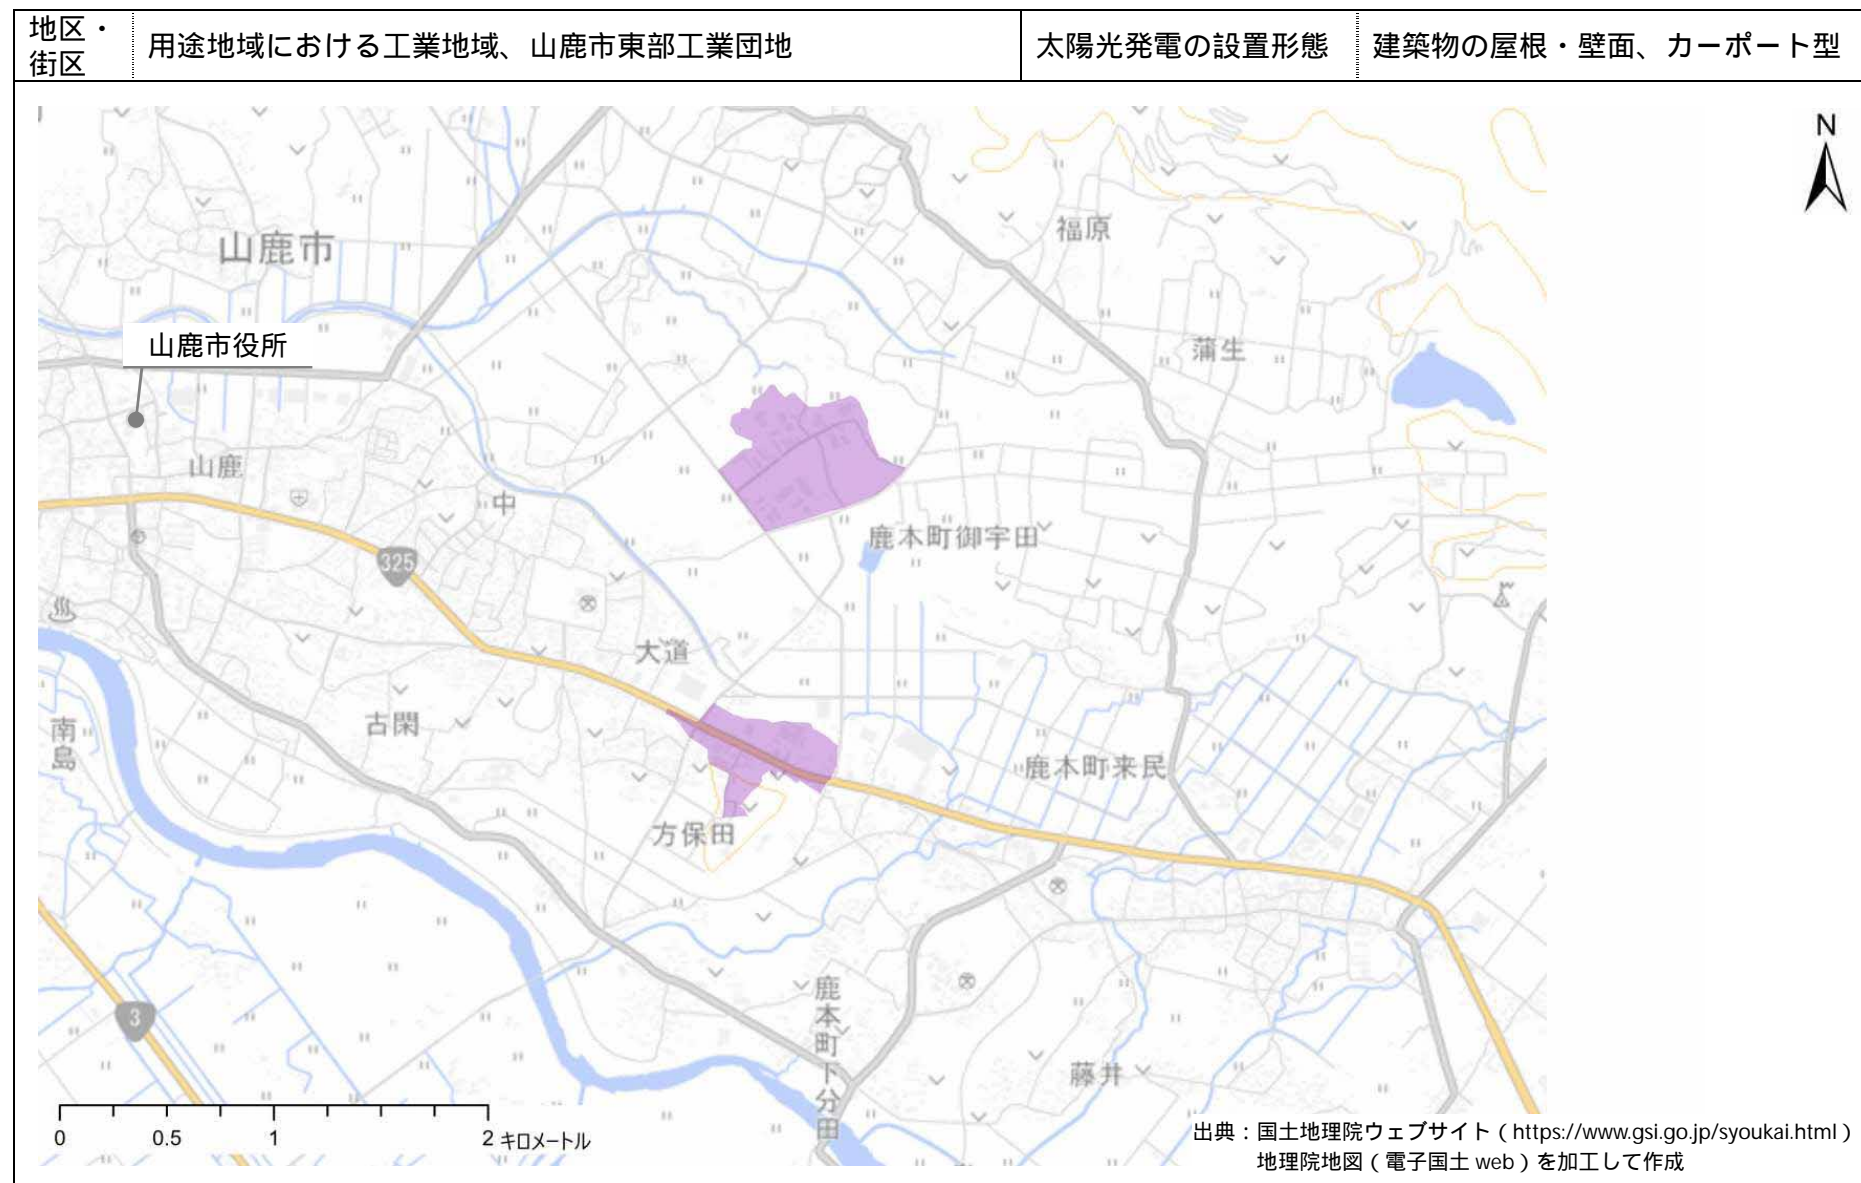 地区・
街区
用途地域における工業地域、山鹿市東部工業団地
太陽光発電の設置形態
建築物の屋根・壁面、カーポート型
N
山鹿市
福原
山鹿市役所
蒲生
山鹿
中
鹿本町御宇田
325
大道
古閑
南島
鹿本町来民
方保田
3
鹿本町下分田
藤井
0 0.5 1 2 キロメートル
出典：国土地理院ウェブサイト（https://www.gsi.go.jp/syoukai.html）
地理院地図（電子国土 web）を加工して作成